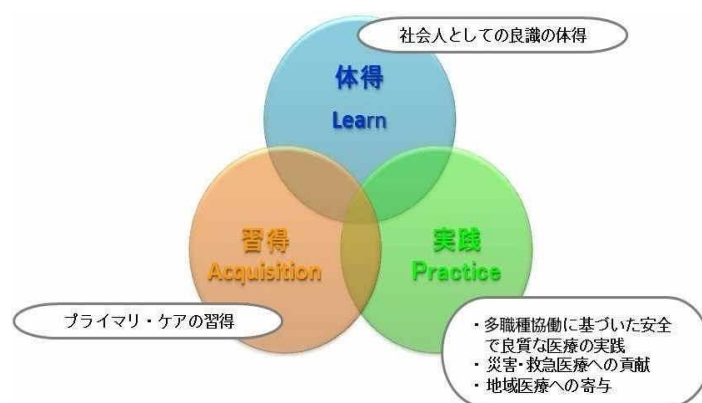 社会人としての良識の体得
体得
Learn
習得
Acquisition
実践
Practice
プライマリ・ケアの習得
・多職種協働に基づいた安全
で良質な医療の実践
・災害・救急医療への貢献
・地域医療への寄与